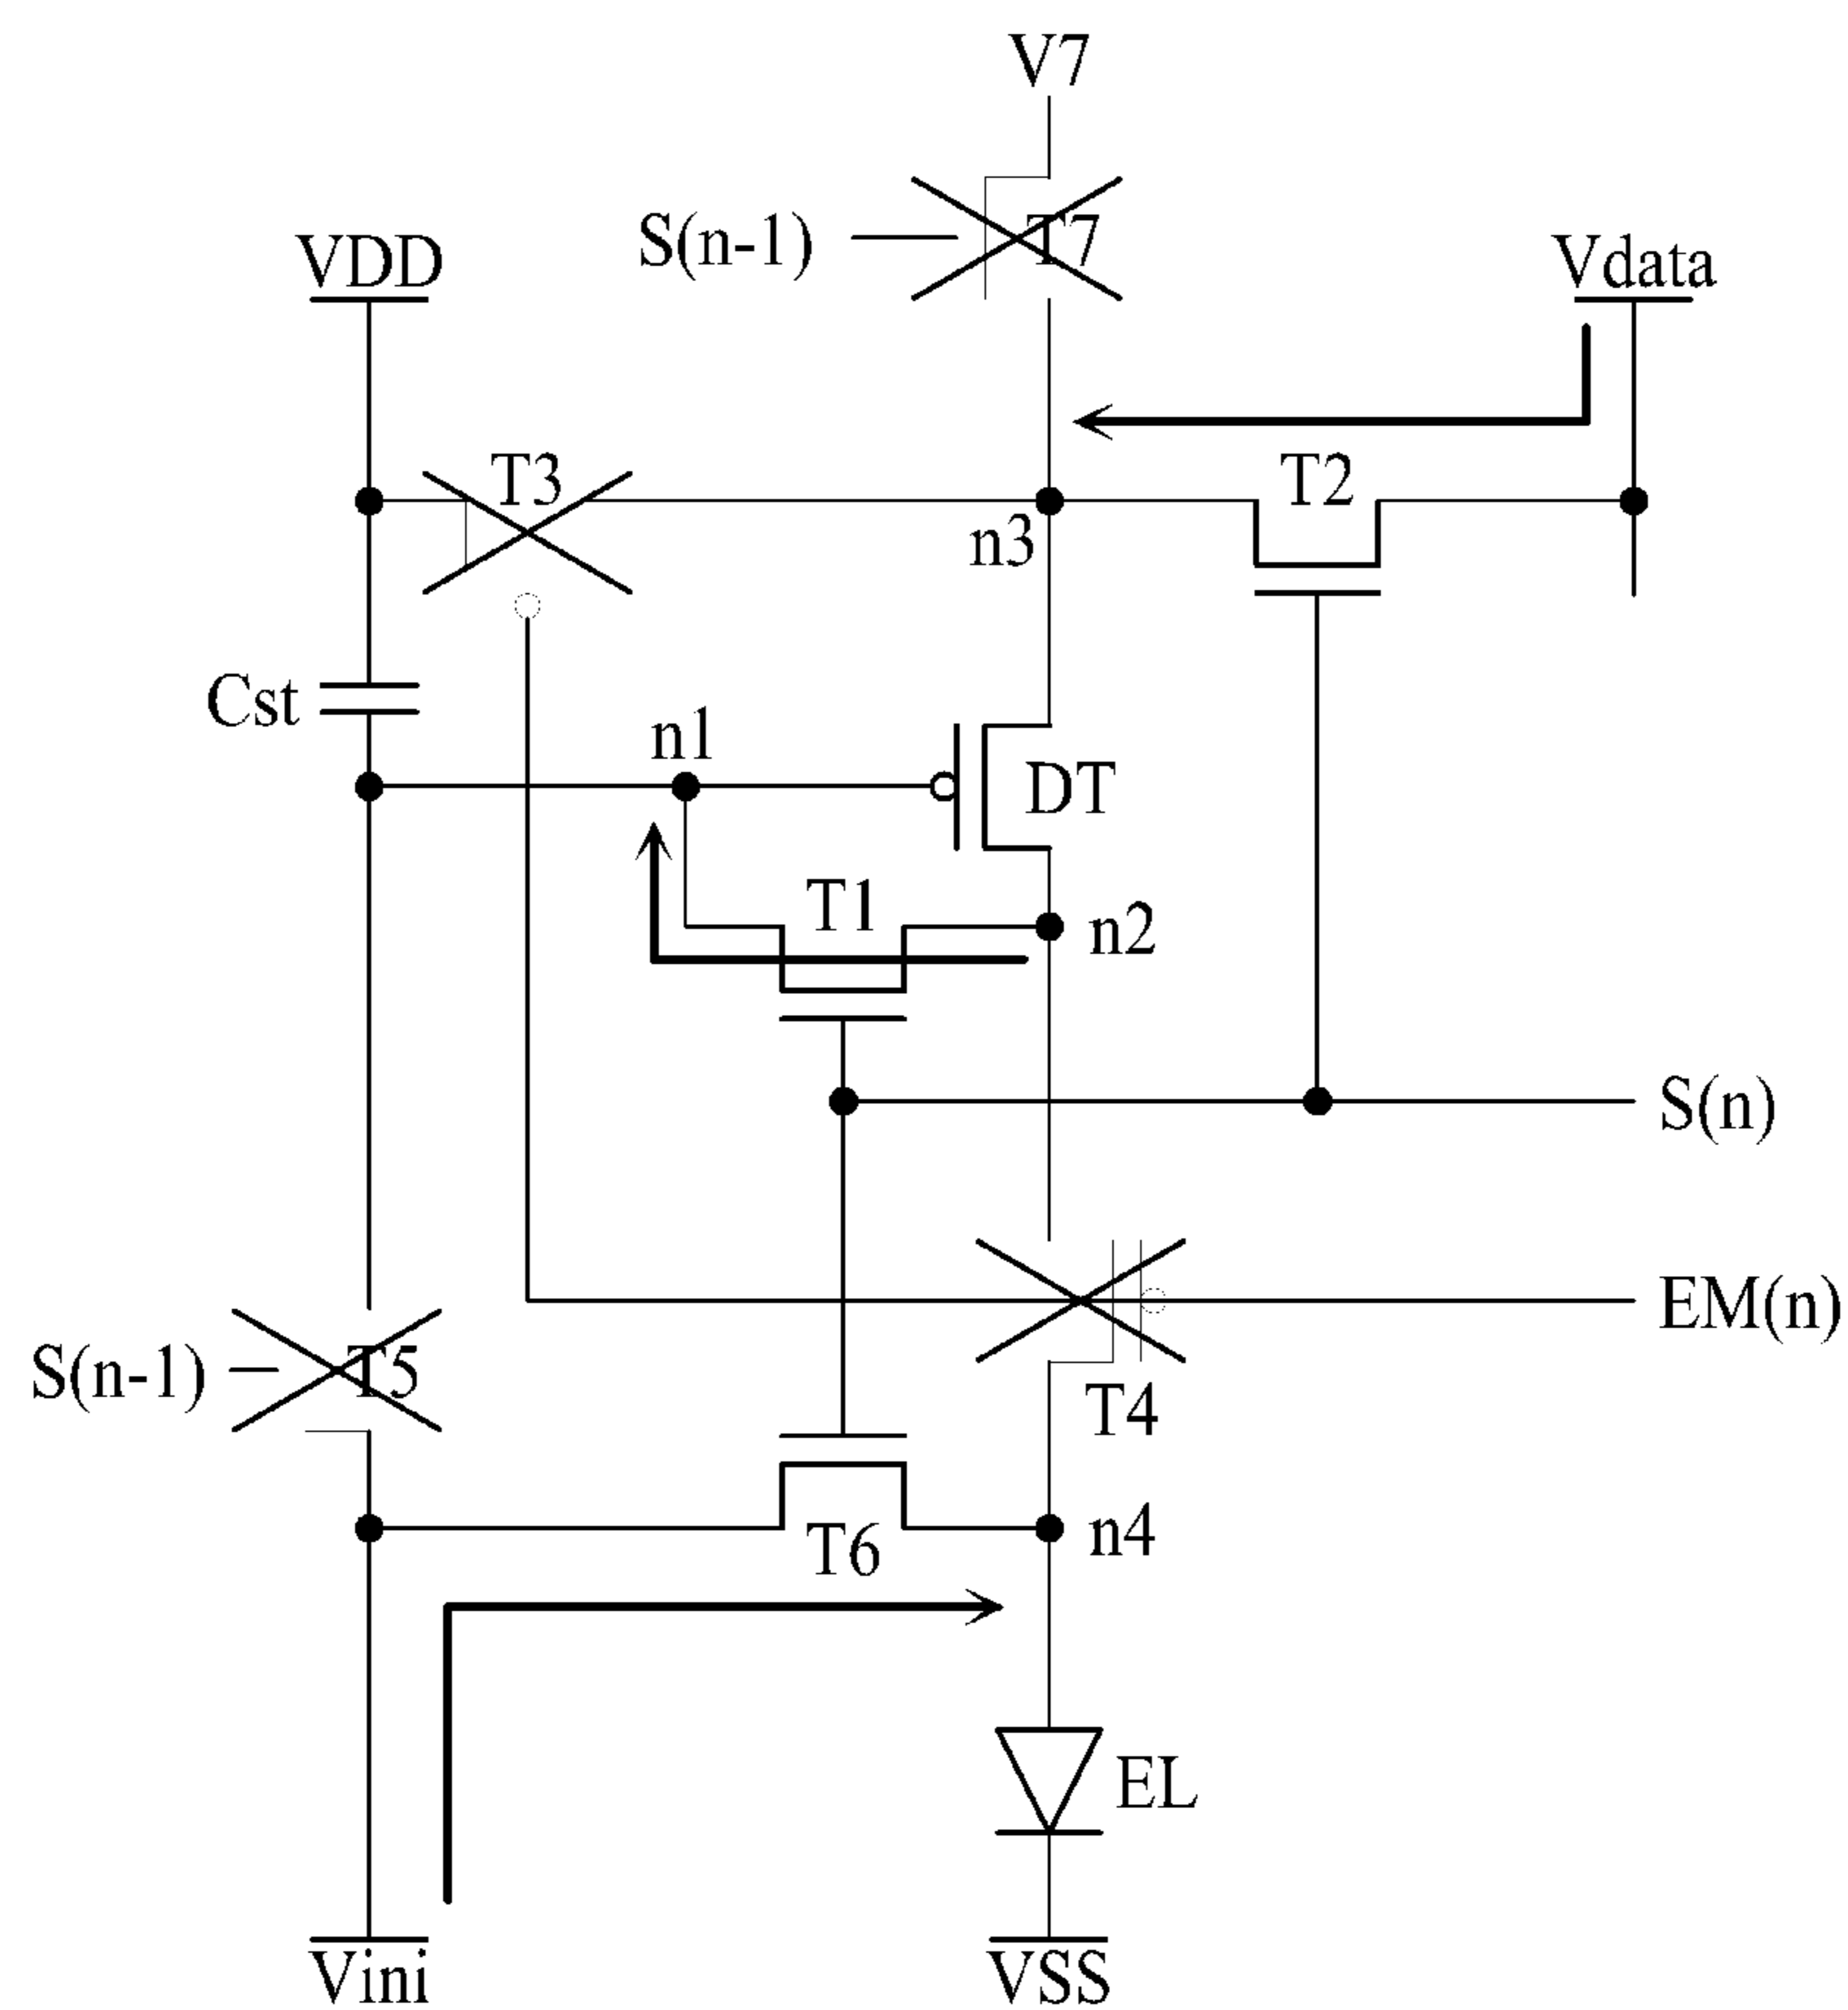 V7
S(n-1)
T7
VDD
Vdata
T3
T2
n3
Cst
n1
DT
T1
n2
S(n)
EM(n)
S(n-1)
T5
T4
T6
n4
EL
Vini
VSS